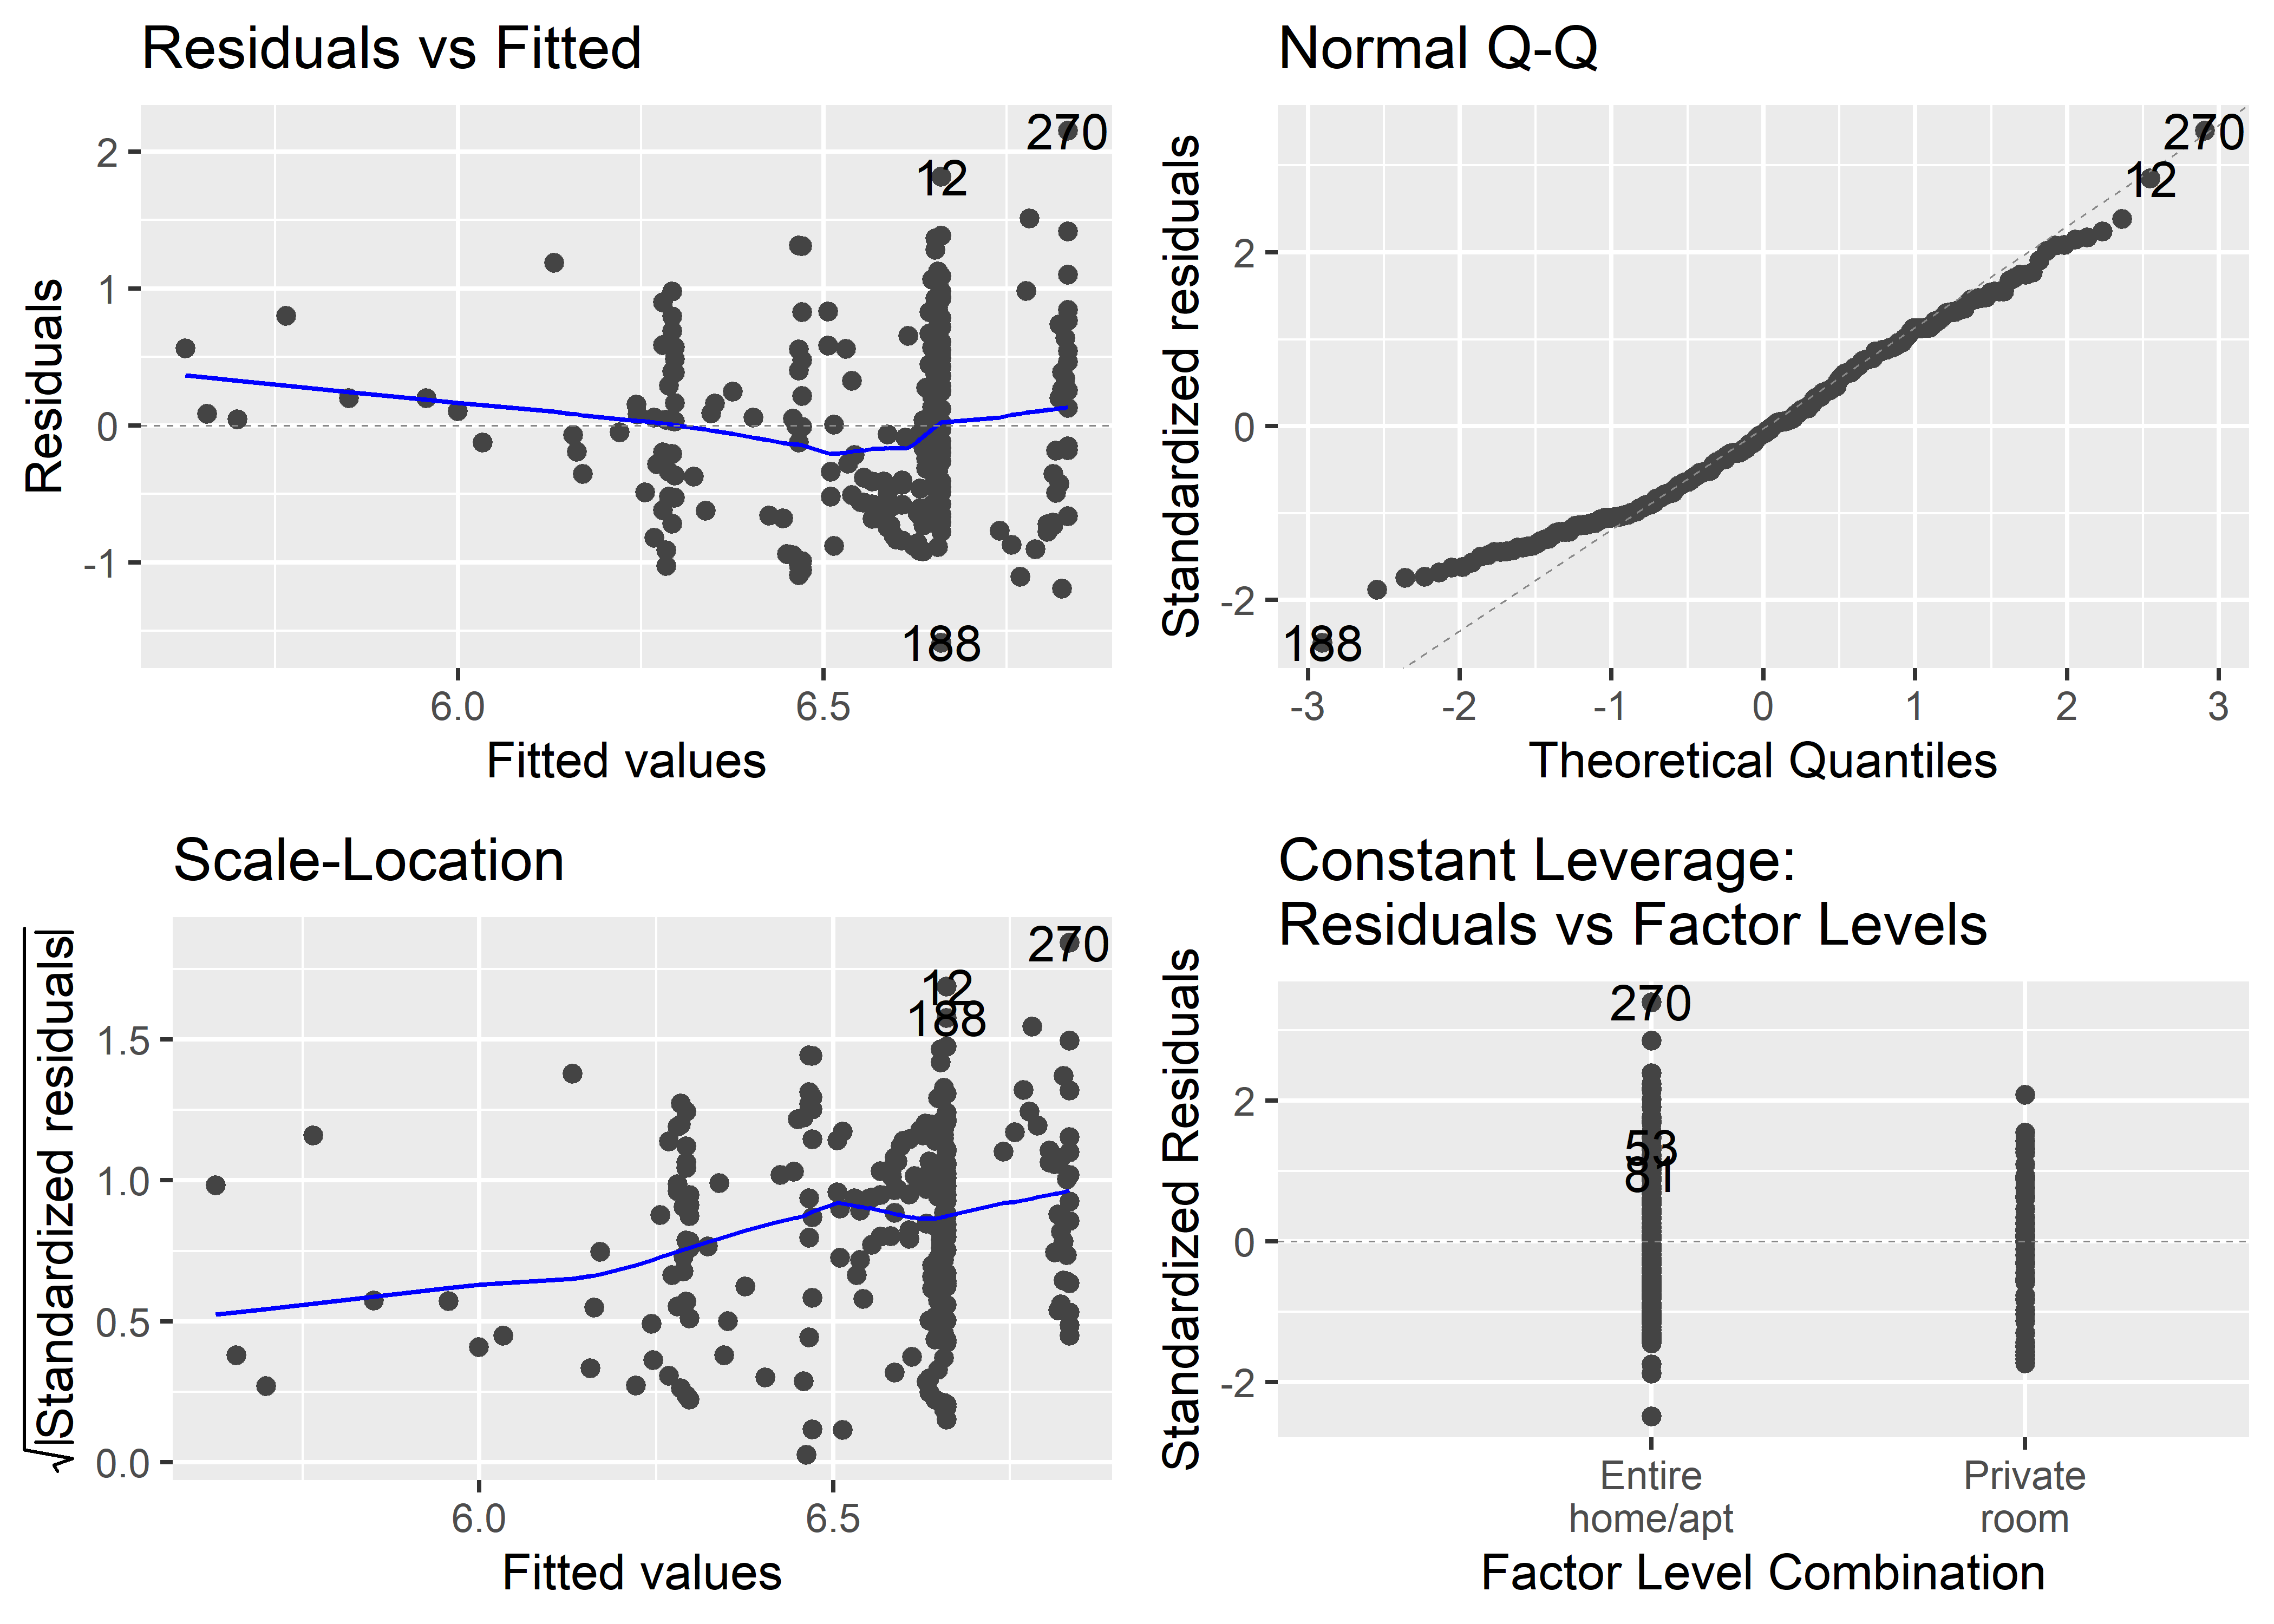 Residuals vs Fitted
270
12
188
2
1
0
-1
6.0
6.5
Residuals
Fitted values
Normal Q-Q
270
12
188
2
0
-2
-3
-2
-1
0
1
2
3
Standardized residuals
Theoretical Quantiles
Scale-Location
270
12
188
1.5
1.0
0.5
0.0
6.0
6.5
√|Standardized residuals|
Fitted values
Constant Leverage:
Residuals vs Factor Levels
270
53
81
2
0
-2
Entire
home/apt
Private
room
Standardized Residuals
Factor Level Combination